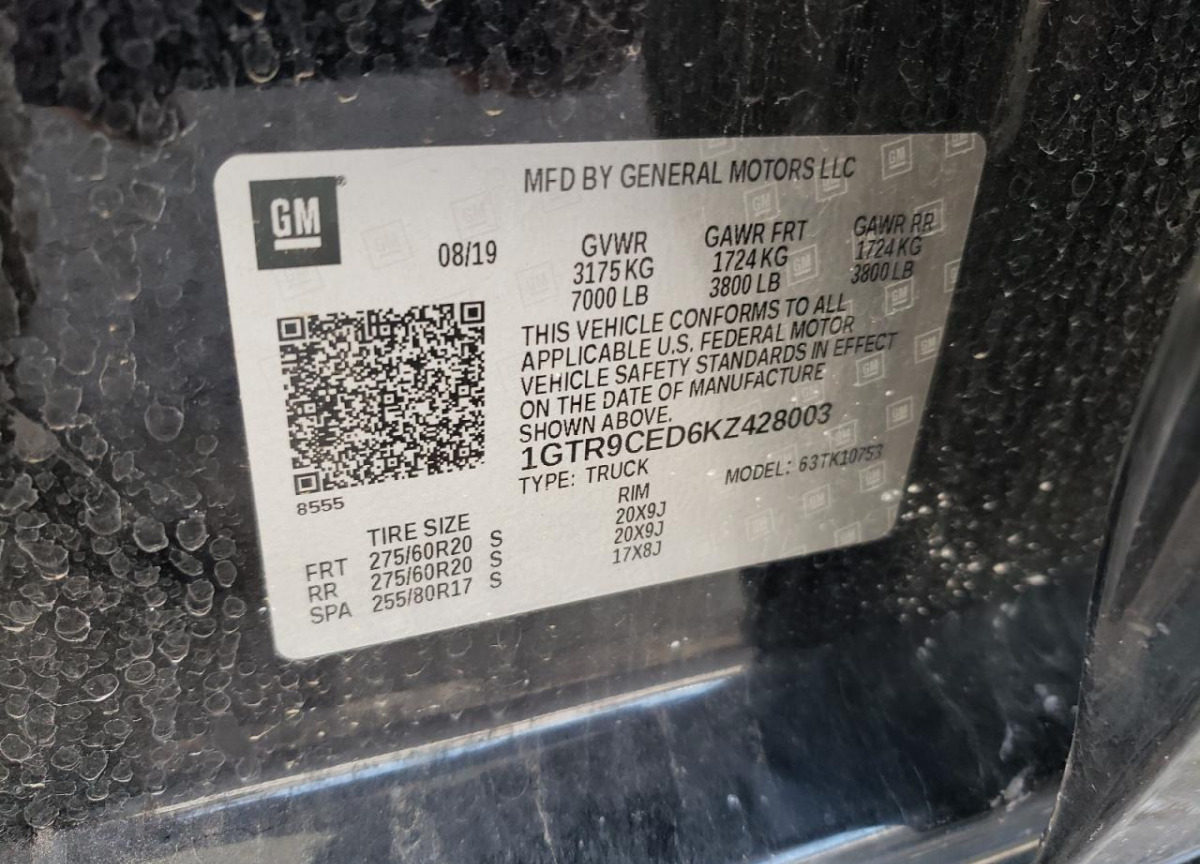 GM
MFD BY GENERAL MOTORS LLC
08/19
GVWR GAWR FRT GAWR RR
3175 KG 1724 KG 1724 KG
7000 LB 3800 LB 3800 LB
THIS VEHICLE CONFORMS TO ALL
APPLICABLE U.S. FEDERAL MOTOR
VEHICLE SAFETY STANDARDS IN EFFECT
ON THE DATE OF MANUFACTURE
SHOWN ABOVE.
1GTR9CED6KZ428003
TYPE: TRUCK MODEL: 63TK10753
8555
TIRE SIZE RIM
FRT 275/60R20 S 20X9J
RR 275/60R20 S 20X9J
SPA 255/80R17 S 17X8J